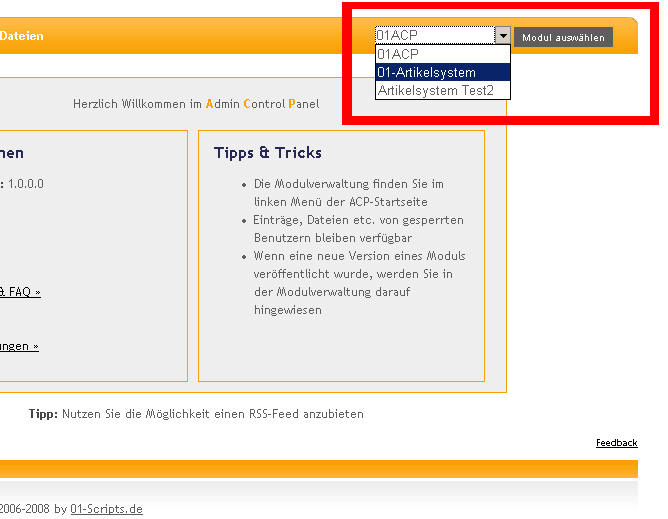 Dateien
01ACP
Modul auswählen
01ACP
01-Artikelsystem
Artikelsystem Test2
Herzlich Willkommen im Admin Control Panel
nen
: 1.0.0.0
& FAQ »
ungen »
Tipps & Tricks
• Die Modulverwaltung finden Sie im
linken Menü der ACP-Startseite
• Einträge, Dateien etc. von gesperrten
Benutzern bleiben verfügbar
• Wenn eine neue Version eines Moduls
veröffentlicht wurde, werden Sie in
der Modulverwaltung darauf
hingewiesen
Tipp: Nutzen Sie die Möglichkeit einen RSS-Feed anzubieten
Feedback
2006-2008 by 01-Scripts.de